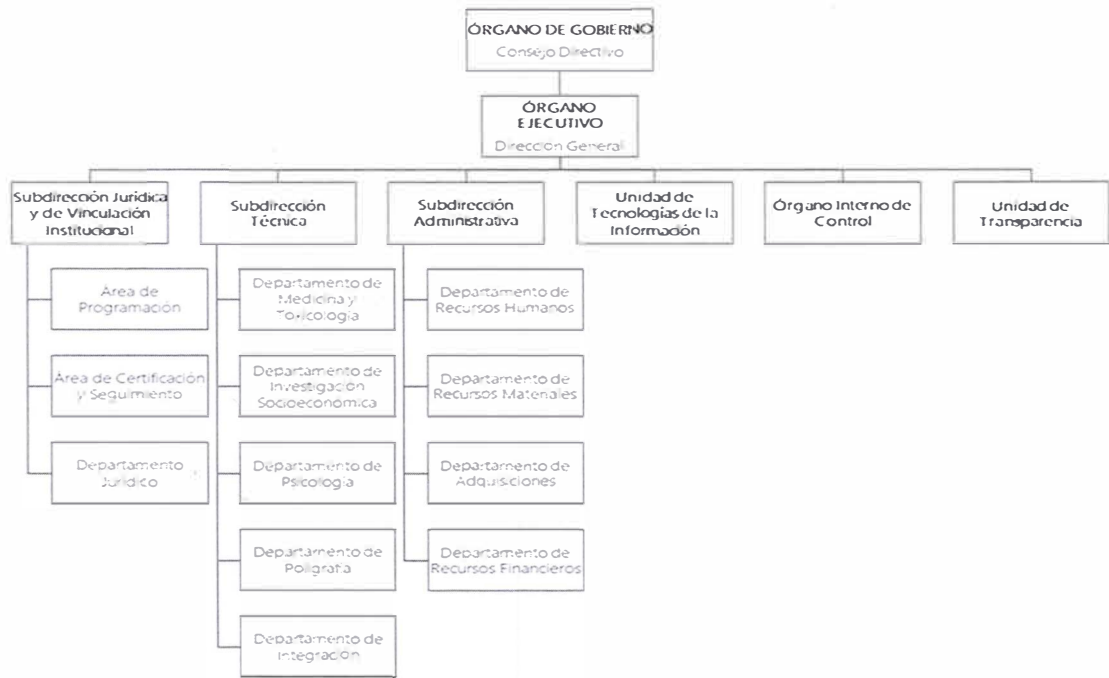 ÓRGANO DE GOBIERNO
Consejo Directivo
ÓRGANO
EJECUTIVO
Dirección General
Subdirección Jurídica
y de Vinculación
Institucional
Subdirección
Técnica
Subdirección
Administrativa
Unidad de
Tecnologías de la
Información
Órgano Interno de
Control
Unidad de
Transparencia
Área de
Programación
Área de Certificación
y Seguimiento
Departamento
Jurídico
Departamento de
Medicina y
Toxicología
Departamento de
Investigación
Socioeconómica
Departamento de
Psicología
Departamento de
Poligrafía
Departamento de
Integración
Departamento de
Recursos Humanos
Departamento de
Recursos Materiales
Departamento de
Adquisiciones
Departamento de
Recursos Financieros